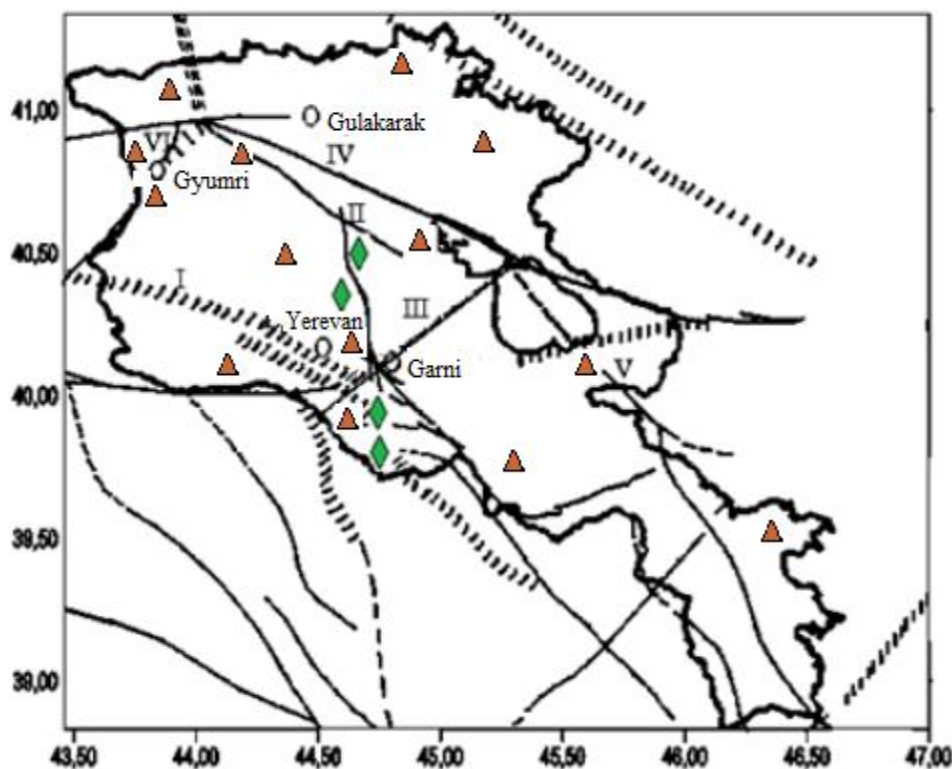 41,00
Gulakarak
VI
IV
Gyumri
II
40,50
I
III
Yerevan
Garni
V
40,00
39,50
39,00
43,50 44,00 44,50 45,00 45,50 46,00 46,50 47,00